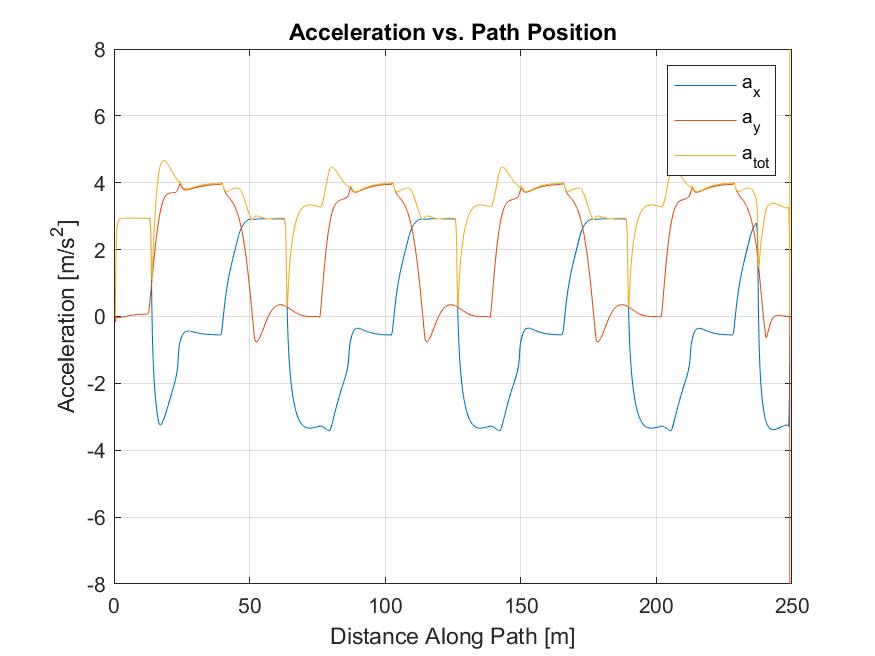 Acceleration vs. Path Position
8
6
4
2
0
-2
-4
-6
-8
Acceleration [m/s²]
a_x
a_y
a_tot
0 50 100 150 200 250
Distance Along Path [m]